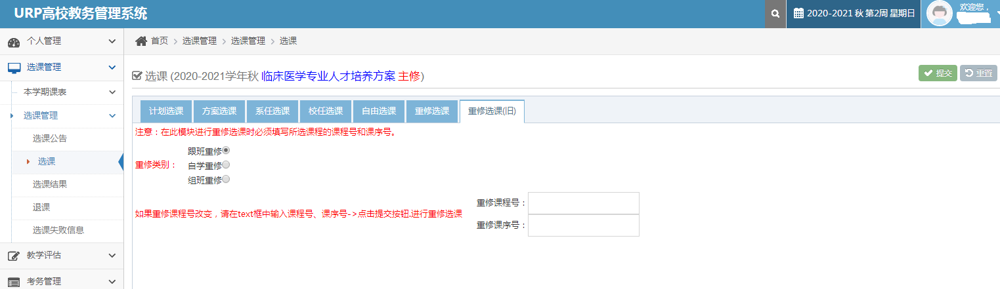 URP高校教务管理系统
2020-2021 秋 第2周 星期日
欢迎您，
个人管理
首页 > 选课管理 > 选课管理 > 选课
选课管理
选课 (2020-2021学年秋 临床医学专业人才培养方案 主修)
提交
重置
本学期课表
计划选课
方案选课
系任选课
校任选课
自由选课
重修选课
重修选课(旧)
选课管理
注意：在此模块进行重修选课时必须填写所选课程的课程号和课序号。
选课公告
跟班重修
重修类别：
选课
自学重修
选课结果
组班重修
退课
重修课程号：
如果重修课程号改变，请在text框中输入课程号、课序号->点击提交按钮.进行重修选课
重修课序号：
选课失败信息
教学评估
考务管理